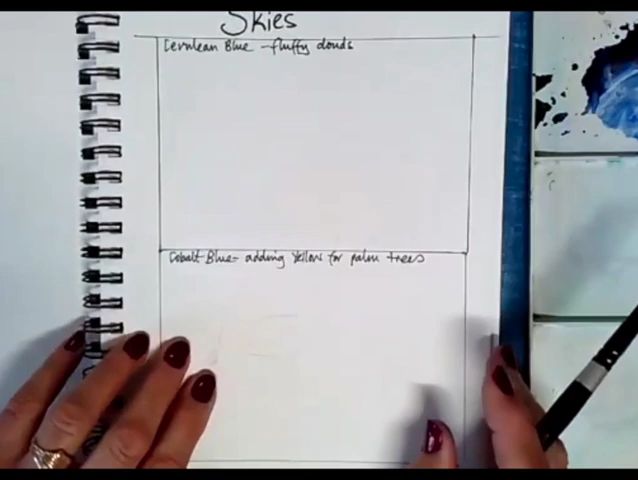 Skies
Cerulean Blue - fluffy clouds
Cobalt Blue - adding Yellow for palm trees